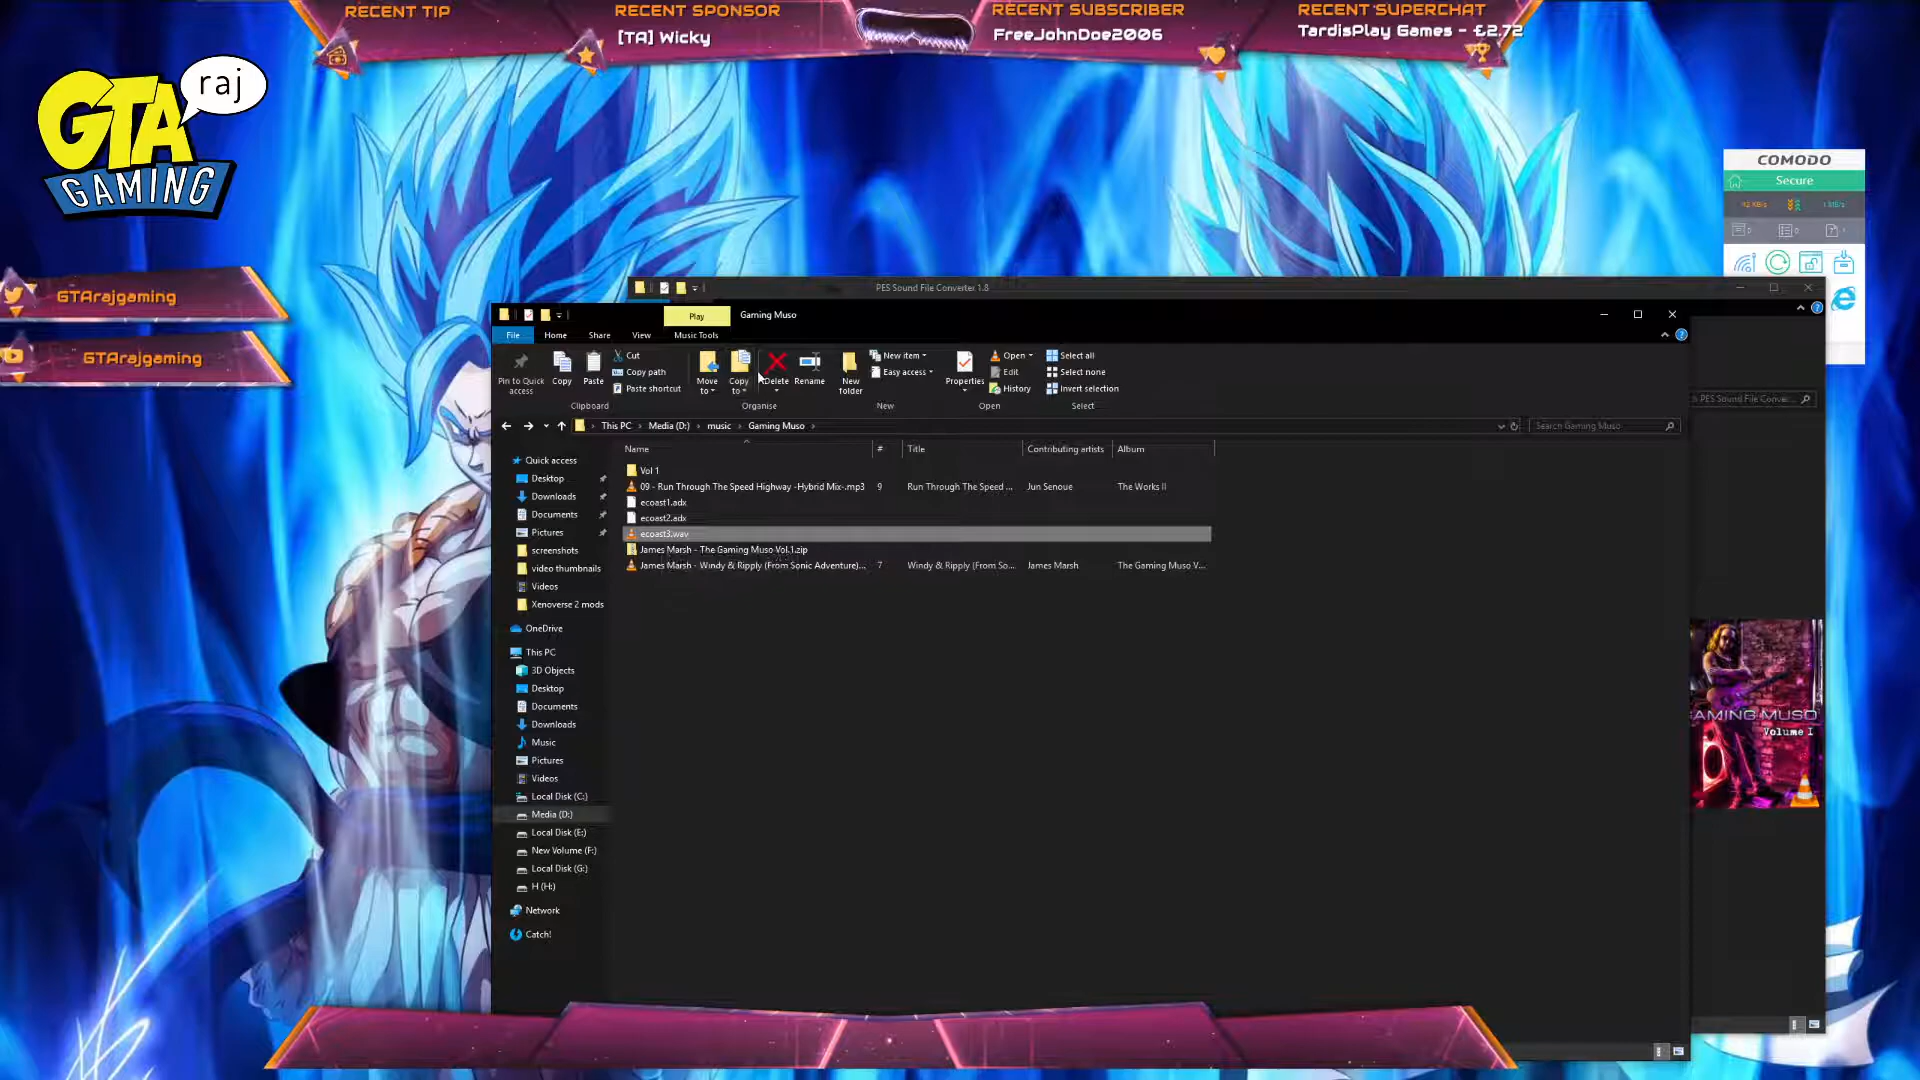 RECENT TIP
RECENT SPONSOR
[TA] Wicky
RECENT SUBSCRIBER
FreeJohnDoe2006
RECENT SUPERCHAT
TardisPlay Games - £2.72
GTA raj
GAMING
GTArajgaming
GTArajgaming
COMODO
Secure
PES Sound File Converter 1.8
Play
Gaming Muso
File
Home
Share
View
Music Tools
Pin to Quick access
Copy
Paste
Cut
Copy path
Paste shortcut
Clipboard
Move to
Copy to
Delete
Rename
Organise
New folder
New item
Easy access
New
Properties
Open
Edit
History
Open
Select all
Select none
Invert selection
Select
PES Sound File Conver...
This PC > Media (D:) > music > Gaming Muso >
Search Gaming Muso
Name # Title Contributing artists Album
Vol 1
09 - Run Through The Speed Highway -Hybrid Mix-.mp3 9 Run Through The Speed ... Jun Senoue The Works II
ecoast1.adx
ecoast2.adx
ecoast3.wav
James Marsh - The Gaming Muso Vol.1.zip
James Marsh - Windy & Ripply (From Sonic Adventure)... 7 Windy & Ripply (From So... James Marsh The Gaming Muso V...
Quick access
Desktop
Downloads
Documents
Pictures
screenshots
video thumbnails
Videos
Xenoverse 2 mods
OneDrive
This PC
3D Objects
Desktop
Documents
Downloads
Music
Pictures
Videos
Local Disk (C:)
Media (D:)
Local Disk (E:)
New Volume (F:)
Local Disk (G:)
H (H:)
Network
Catch!
AMING MUSO
Volume I